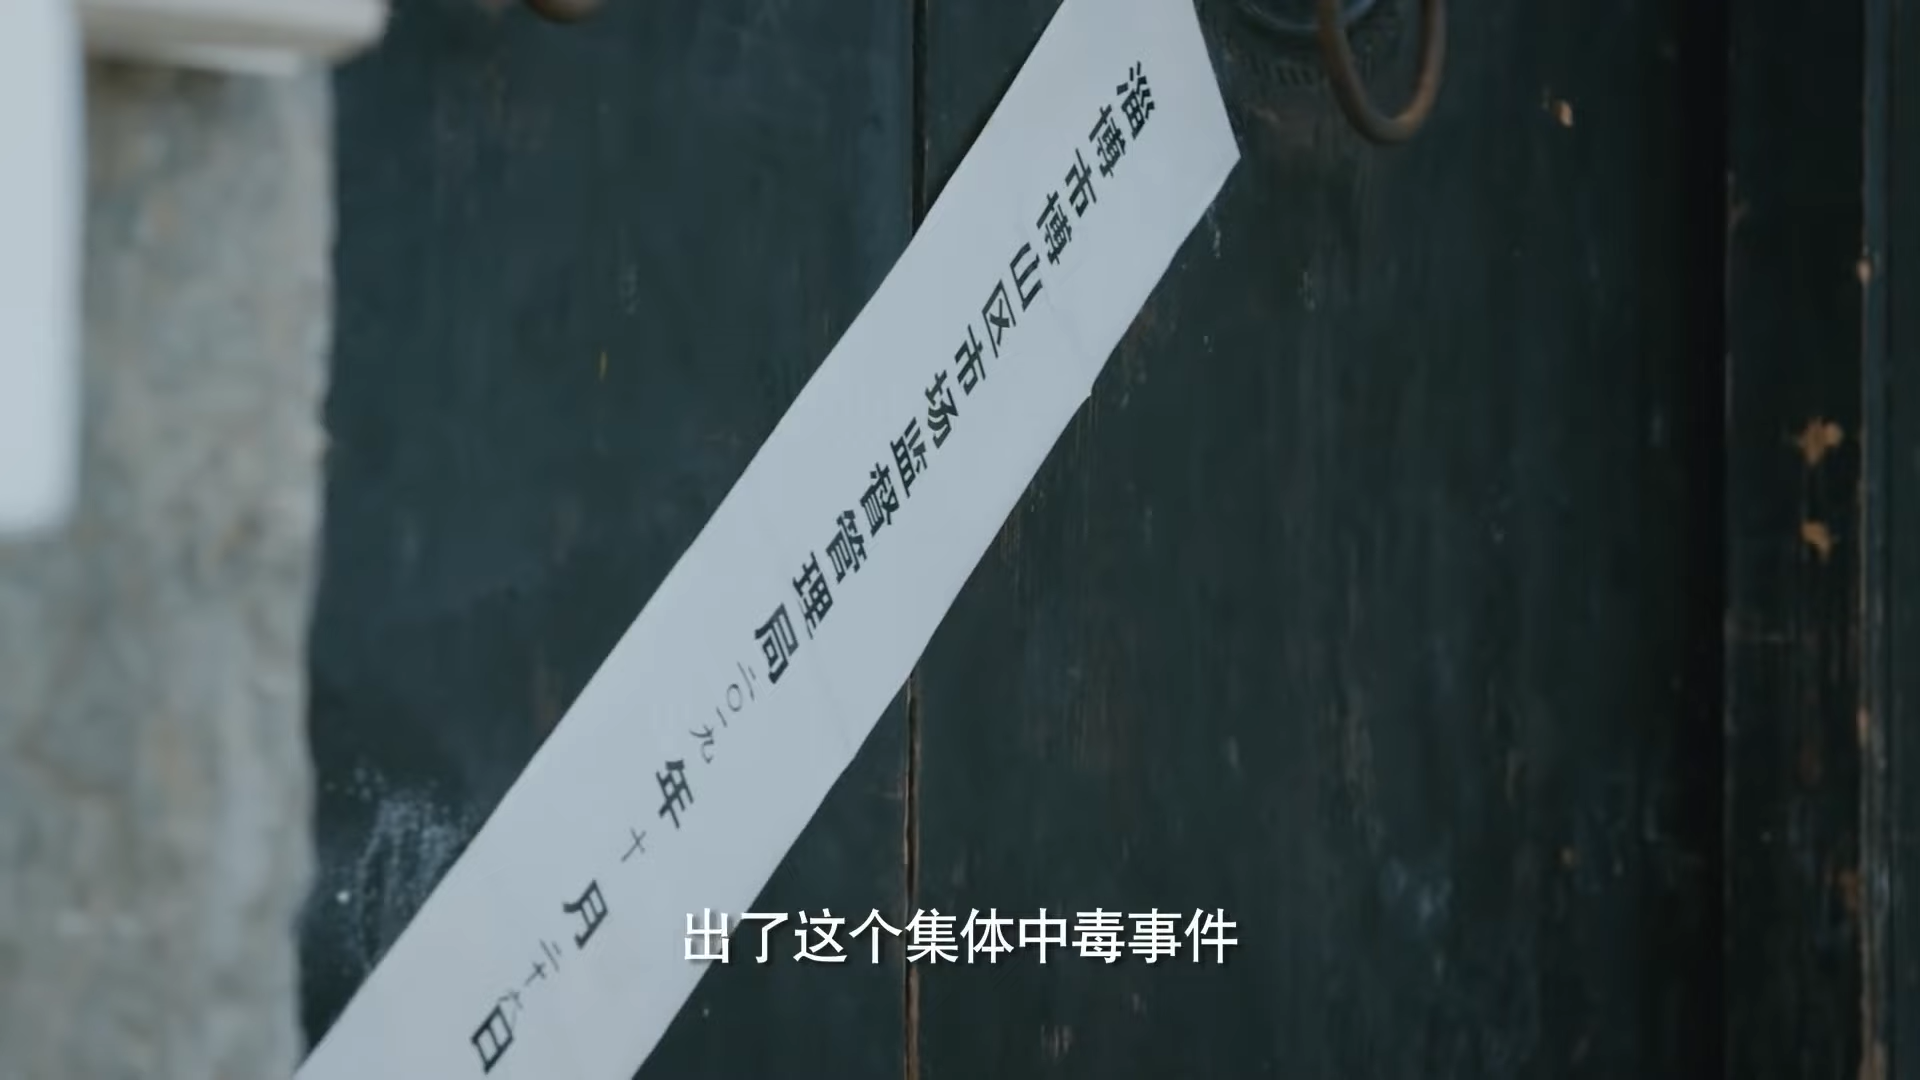 淄博市博山区市场监督管理局
二〇一九年十月二十六日
出了这个集体中毒事件